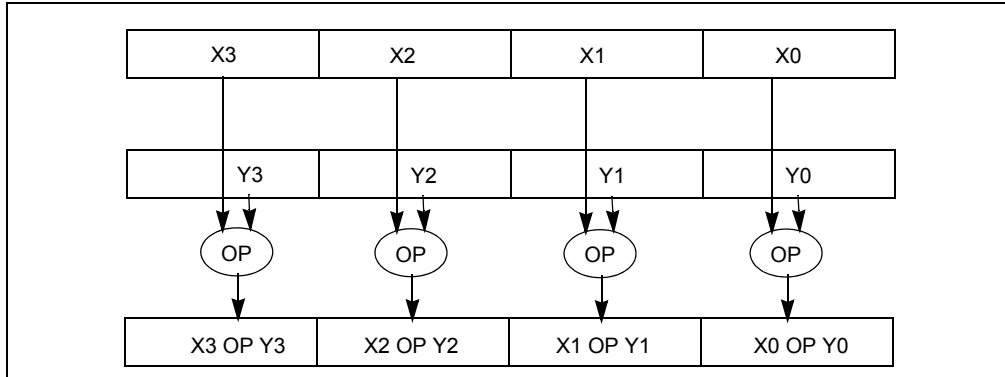 X3 X2 X1 X0
Y3 Y2 Y1 Y0
OP OP OP OP
X3 OP Y3 X2 OP Y2 X1 OP Y1 X0 OP Y0